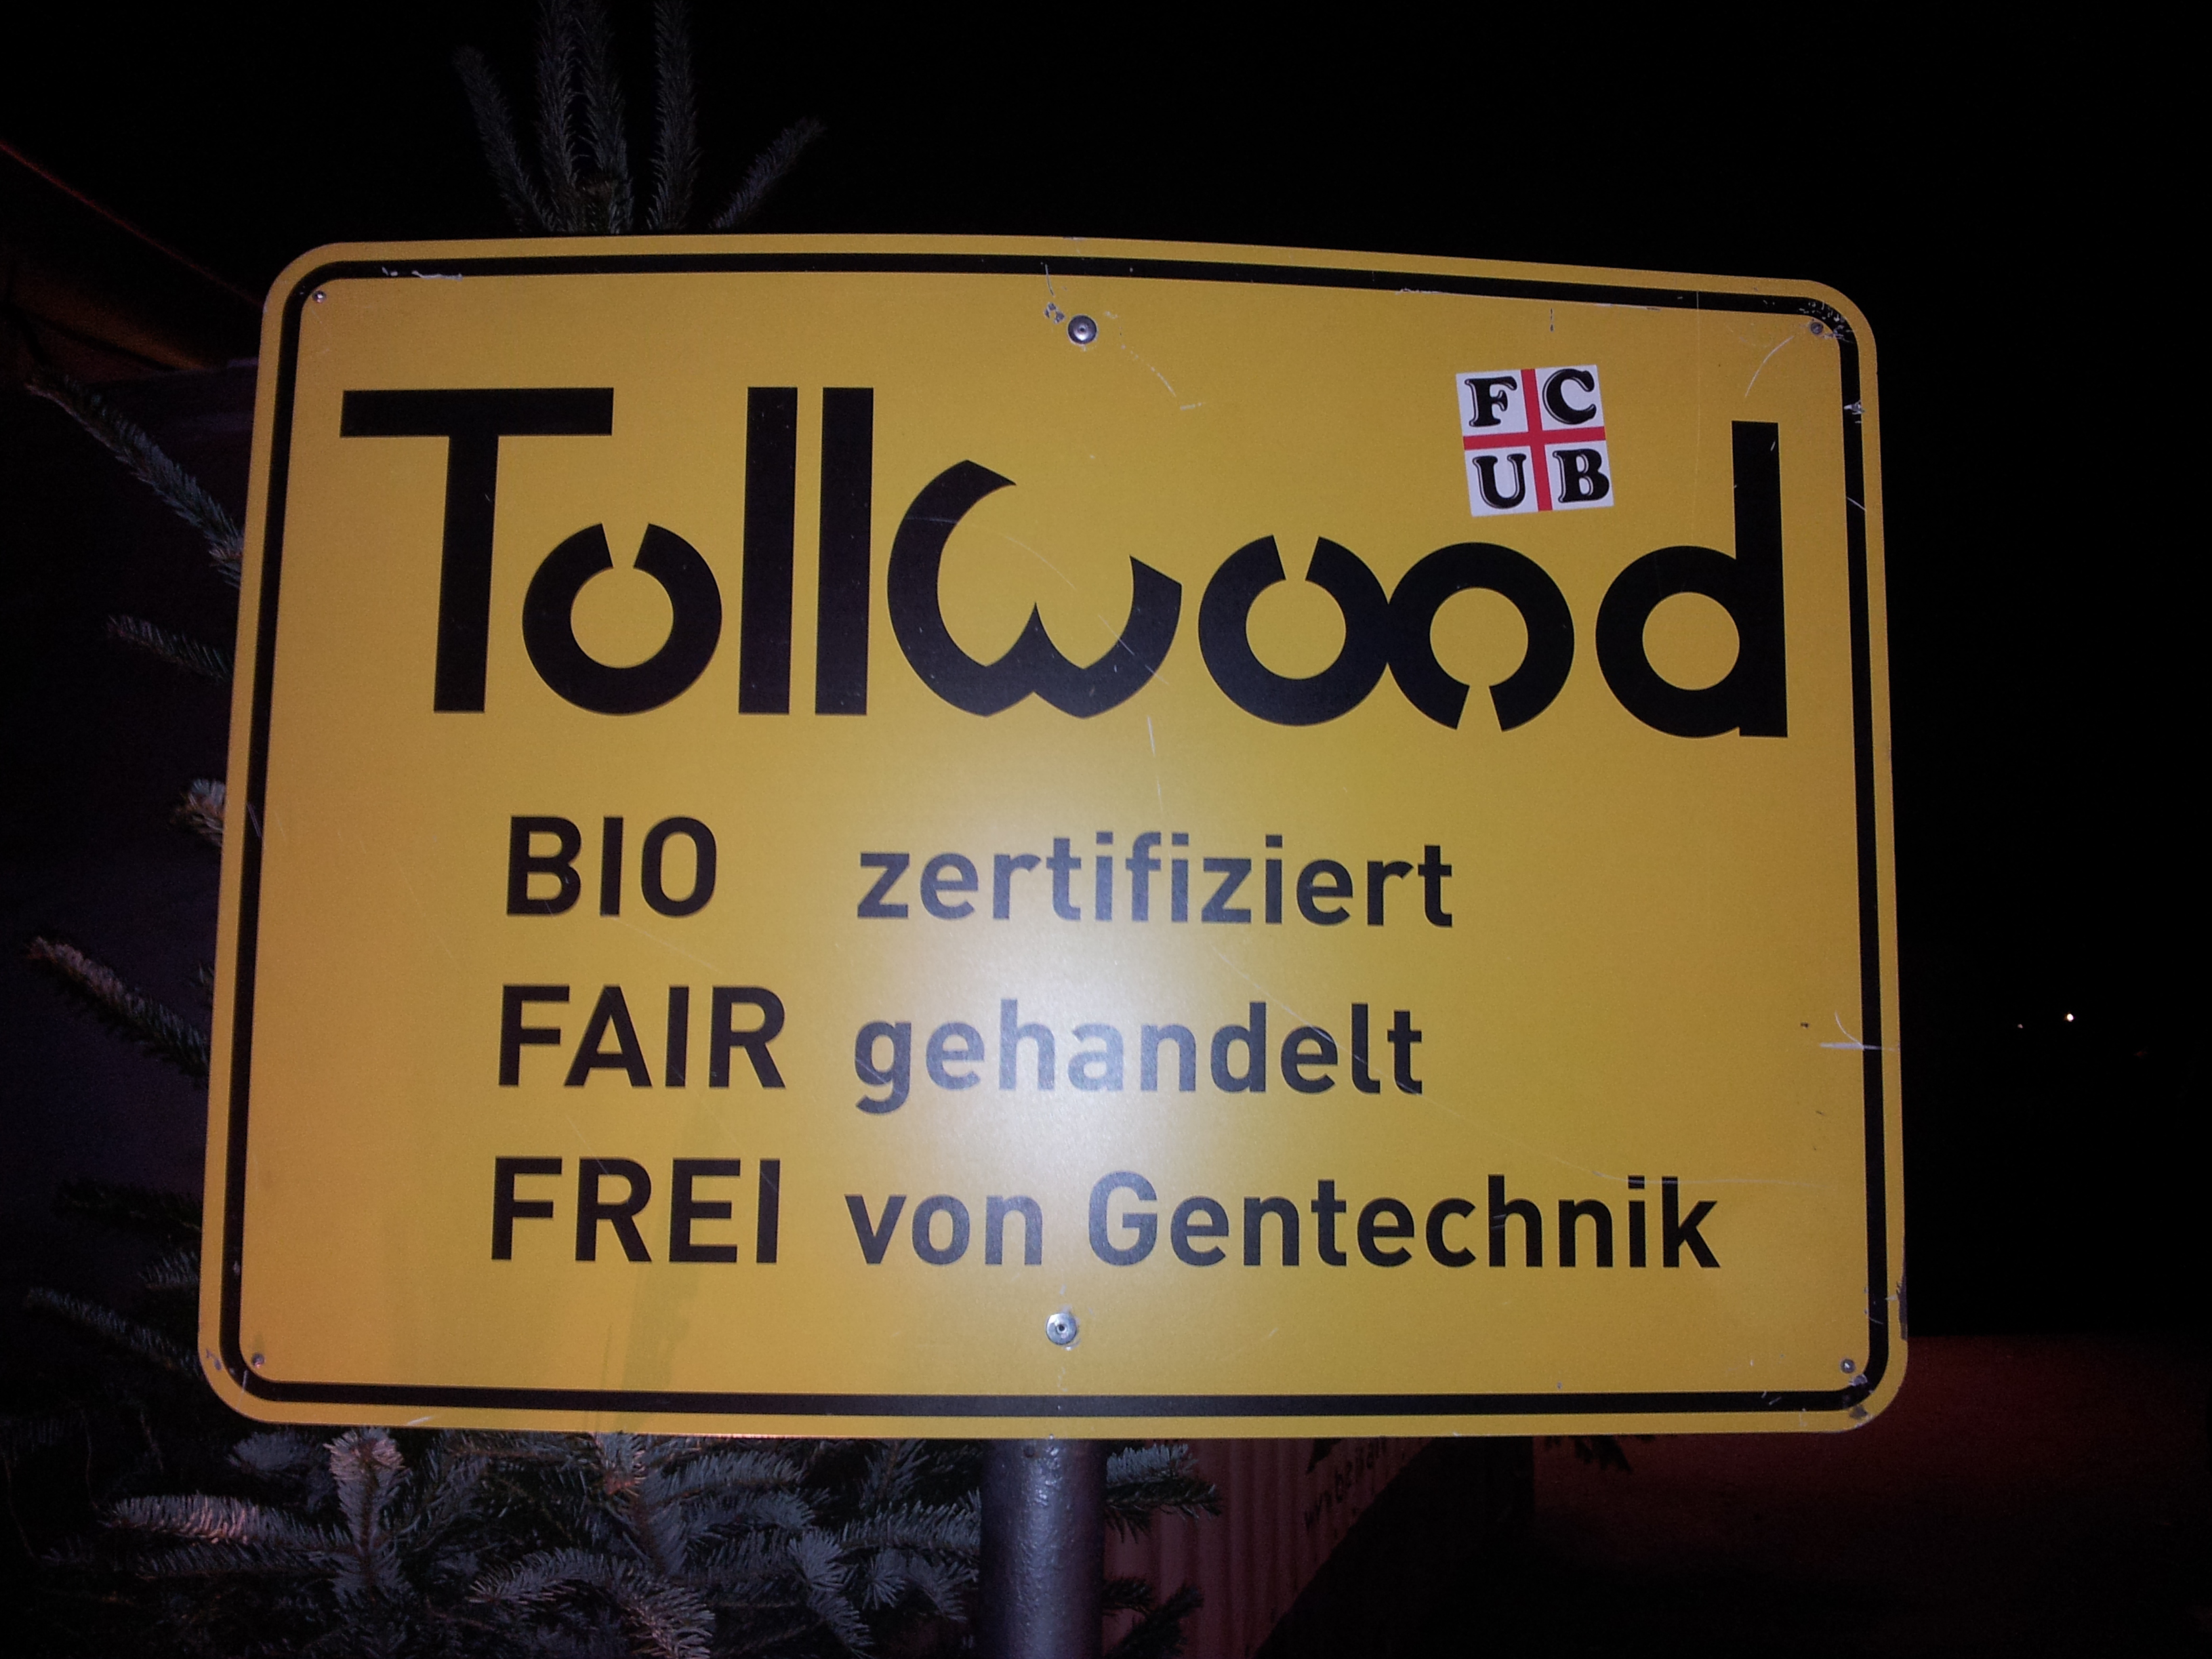 Tollwood
FC
UB
BIO zertifiziert
FAIR gehandelt
FREI von Gentechnik